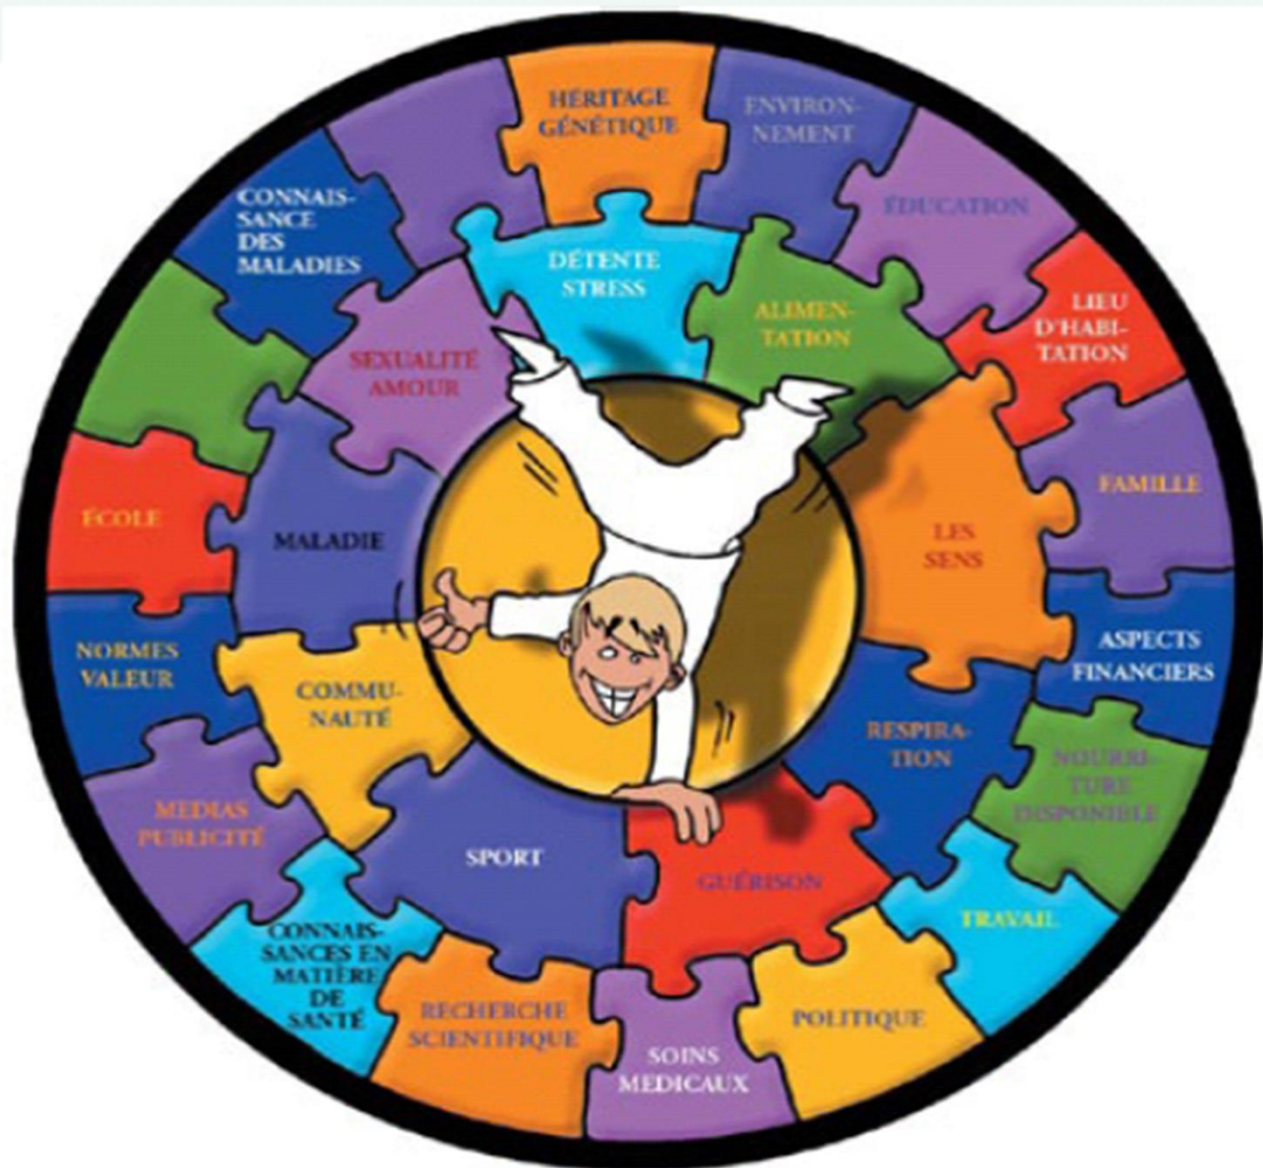 HÉRITAGE
GÉNÉTIQUE
ENVIRON-
NEMENT
ÉDUCATION
LIEU
D'HABI-
TATION
FAMILLE
ASPECTS
FINANCIERS
NOURRI-
TURE
DISPONIBLE
TRAVAIL
POLITIQUE
SOINS
MEDICAUX
RECHERCHE
SCIENTIFIQUE
CONNAIS-
SANCES EN
MATIÈRE
DE
SANTÉ
MEDIAS
PUBLICITÉ
NORMES
VALEUR
ÉCOLE
CONNAIS-
SANCE
DES
MALADIES
DÉTENTE
STRESS
ALIMEN-
TATION
LES
SENS
RESPIRA-
TION
GUÉRISON
SPORT
COMMU-
NAUTÉ
MALADIE
SEXUALITÉ
AMOUR